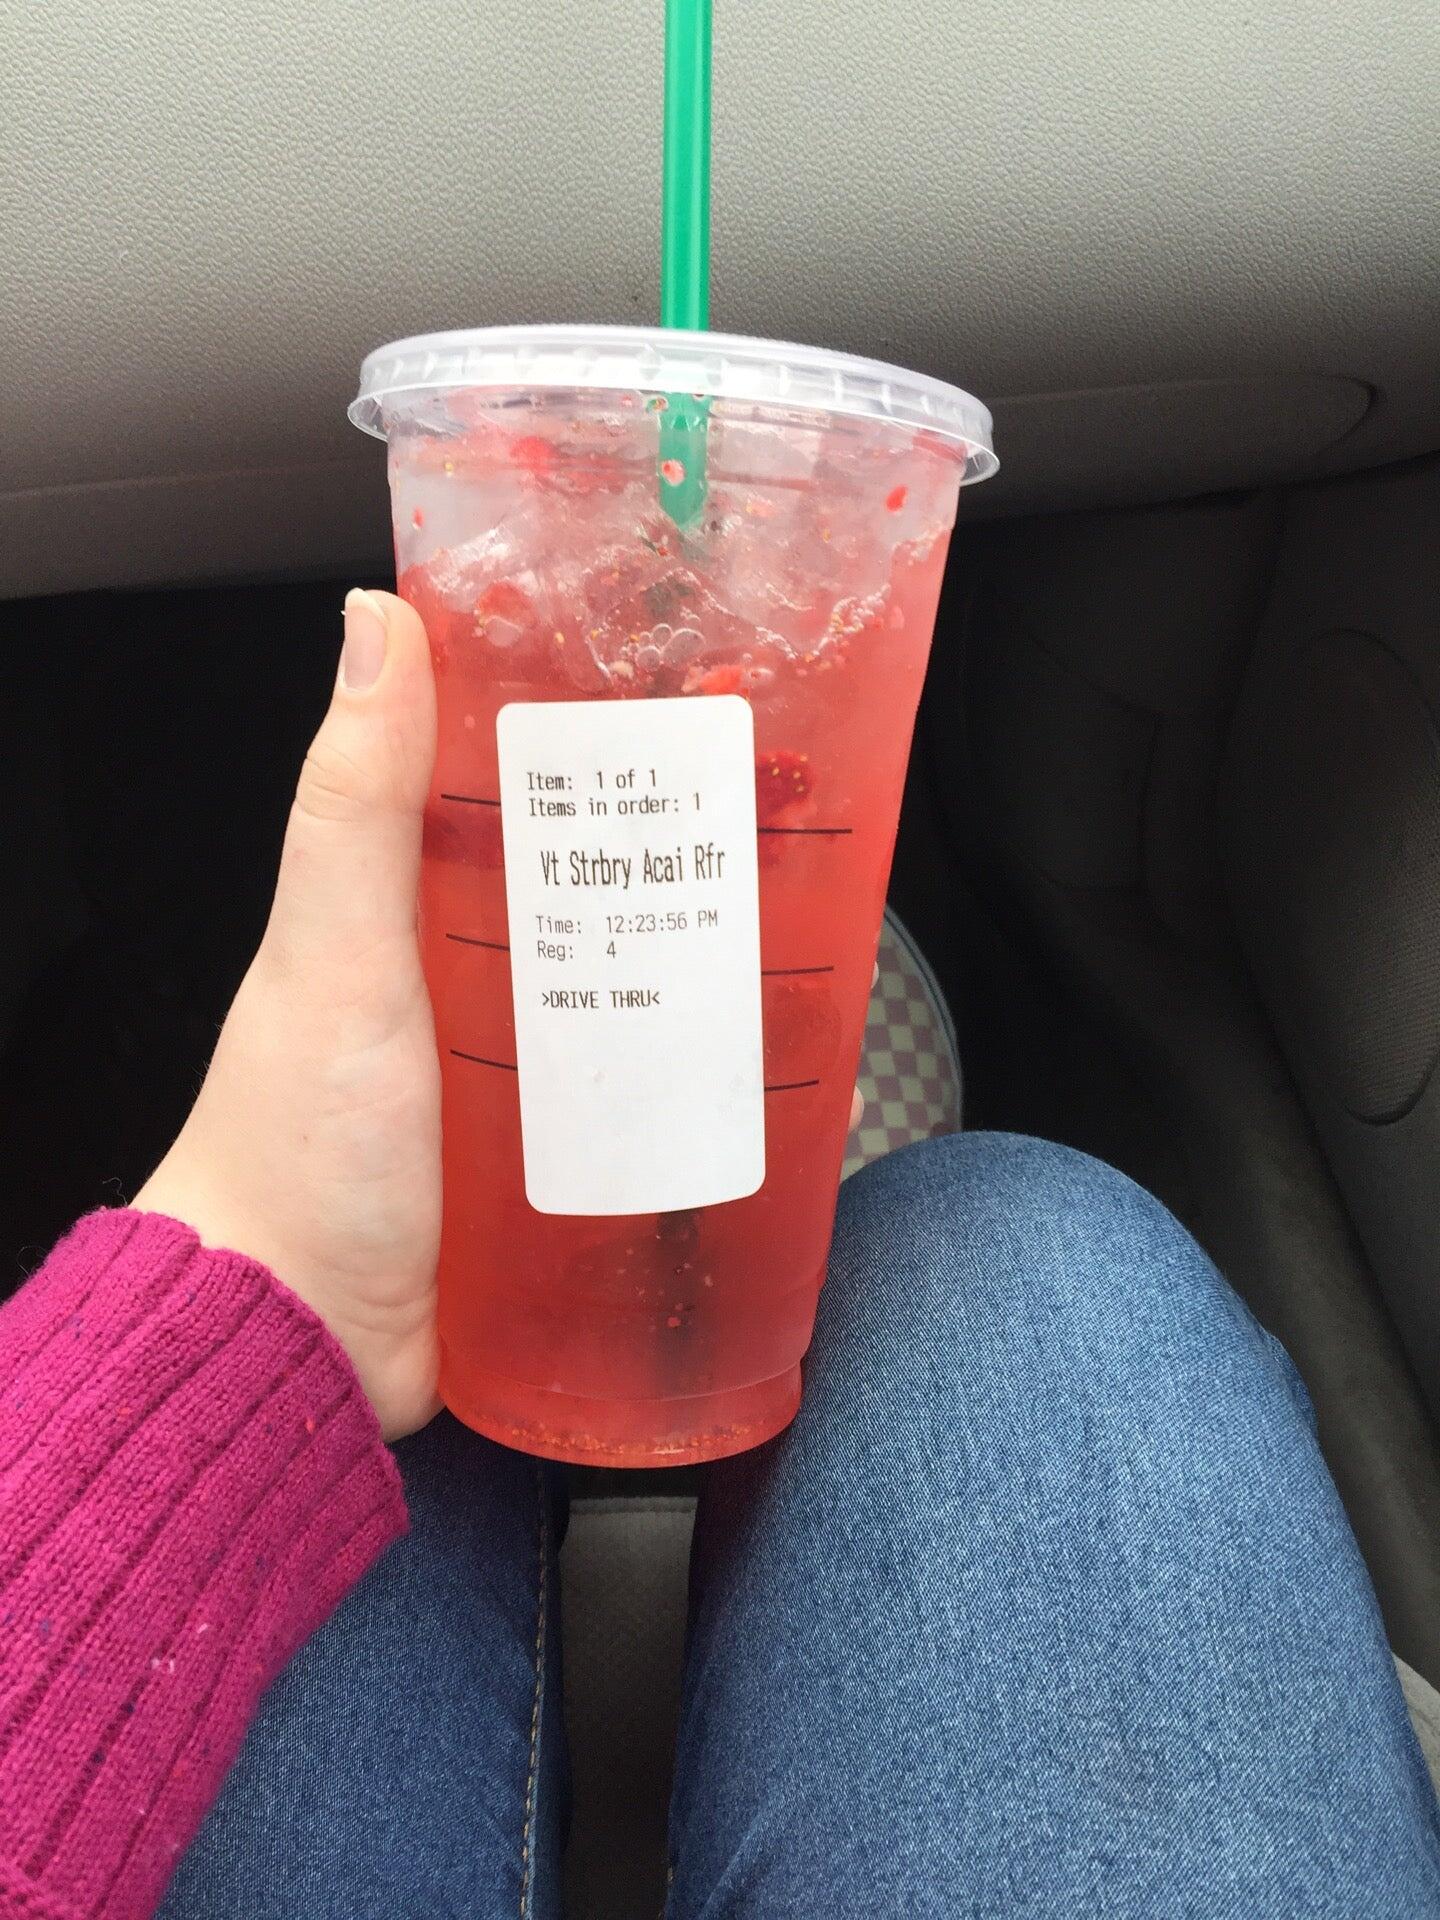 Item: 1 of 1
Items in order: 1
Vt Strbry Acai Rfr
Time: 12:23:56 PM
Reg: 4
>DRIVE THRU<